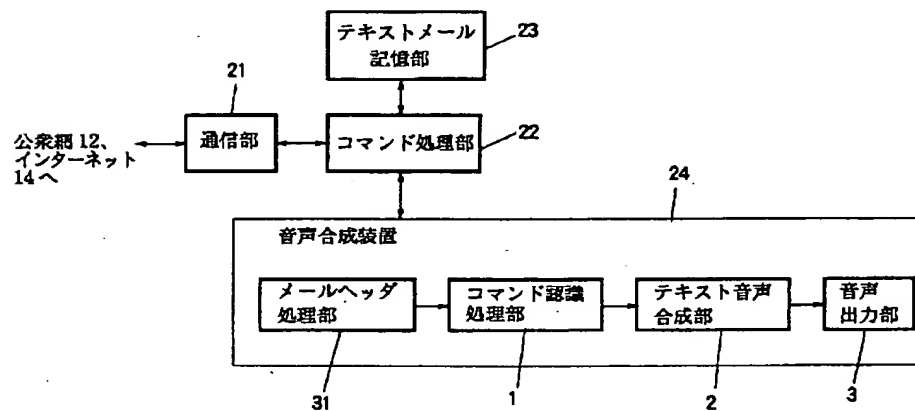 テキストメール
記憶部
23
21
公衆網 12、
インターネット
14 へ
通信部
コマンド処理部
22
24
音声合成装置
メールヘッダ
処理部
コマンド認識
処理部
テキスト音声
合成部
音声
出力部
31
1
2
3